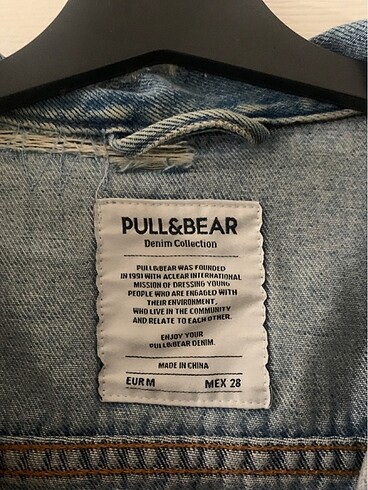 PULL&BEAR
Denim Collection
PULL&BEAR WAS FOUNDED
IN 1991 WITH A CLEAR INTERNATIONAL
MISSION OF DRESSING YOUNG
PEOPLE WHO ARE ENGAGED WITH
THEIR ENVIRONMENT,
WHO LIVE IN THE COMMUNITY
AND RELATE TO EACH OTHER.
ENJOY YOUR
PULL&BEAR DENIM.
MADE IN CHINA
EUR M MEX 28